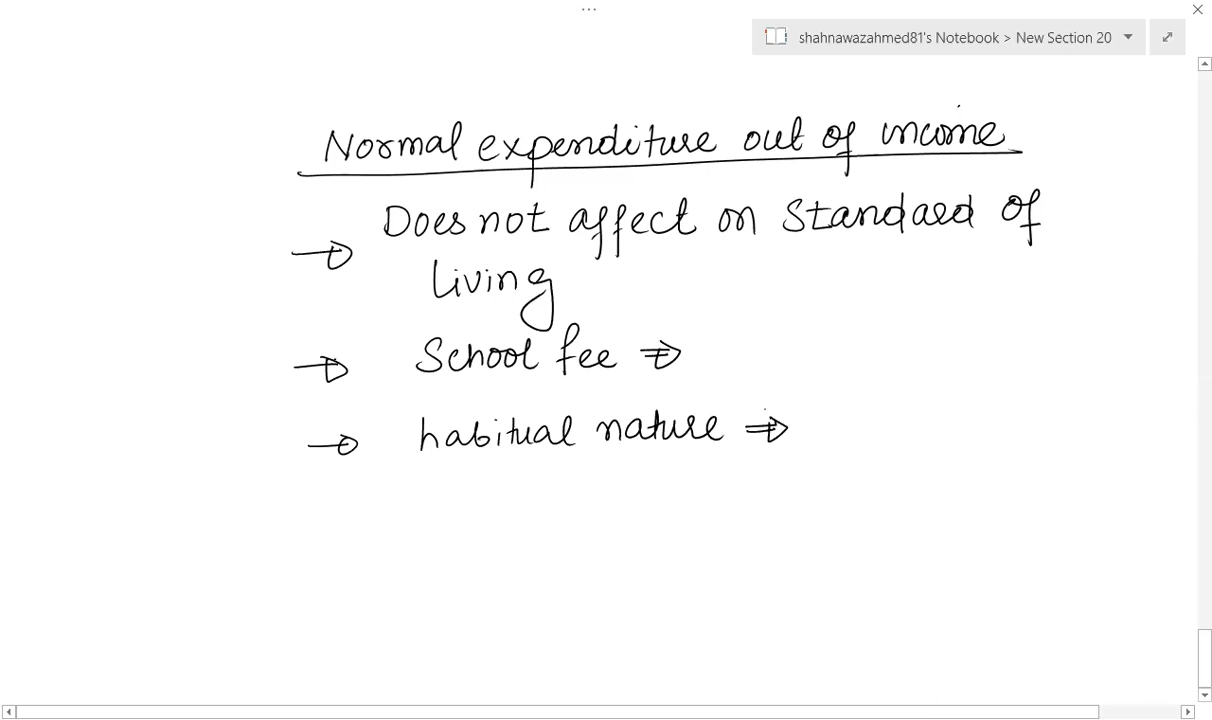 ...
shahnawazahmed81's Notebook > New Section 20
Normal expenditure out of income
→ Does not affect on Standard of
living
→ School fee ⇒
→ habitual nature ⇒